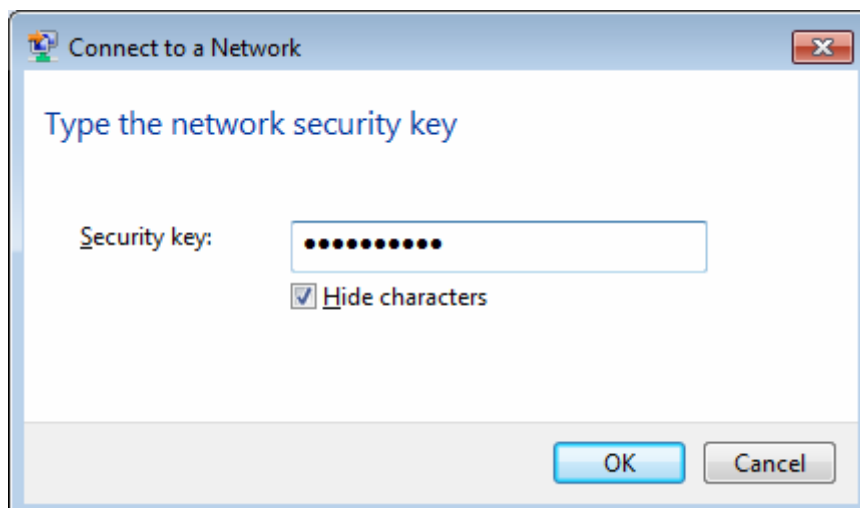 Connect to a Network
Type the network security key
Security key: ●●●●●●●●●●
Hide characters
OK Cancel